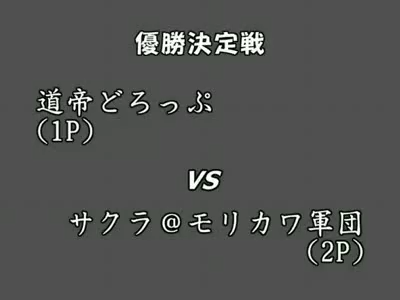 優勝決定戦
道帝どろっぷ
(1P)
VS
サクラ@モリカワ軍団
(2P)